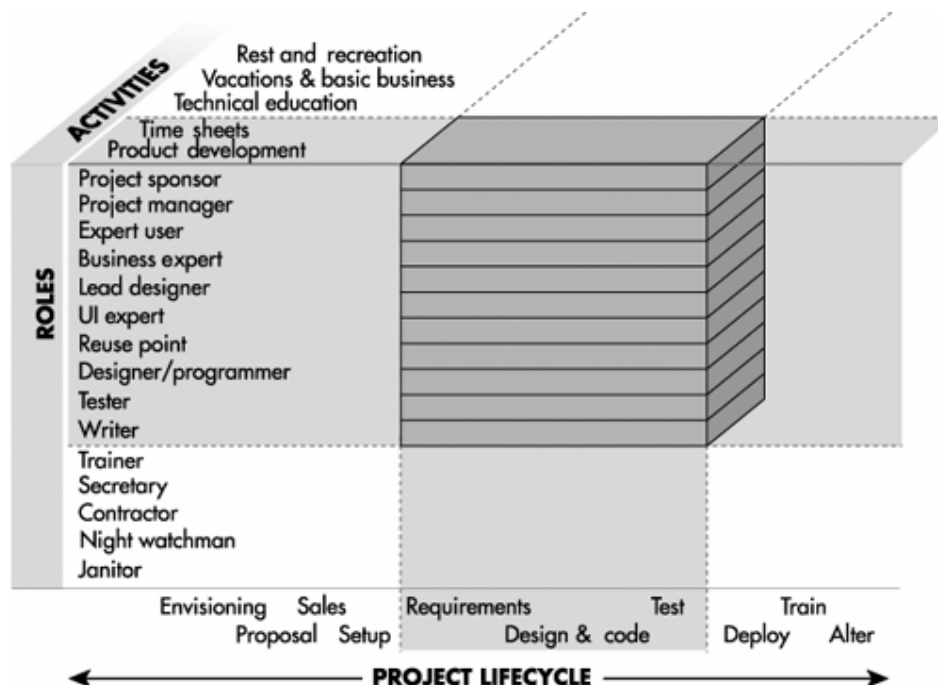 ACTIVITIES
Rest and recreation
Vacations & basic business
Technical education
Time sheets
Product development
ROLES
Project sponsor
Project manager
Expert user
Business expert
Lead designer
UI expert
Reuse point
Designer/programmer
Tester
Writer
Trainer
Secretary
Contractor
Night watchman
Janitor
Envisioning Sales Requirements Test Train
Proposal Setup Design & code Deploy Alter
PROJECT LIFECYCLE